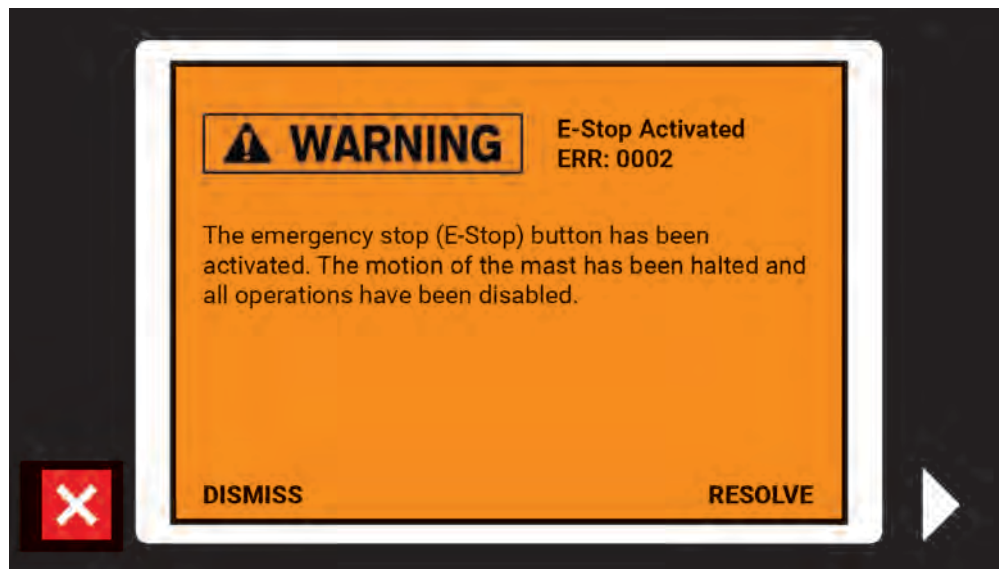 WARNING
E-Stop Activated
ERR: 0002
The emergency stop (E-Stop) button has been
activated. The motion of the mast has been halted and
all operations have been disabled.
DISMISS
RESOLVE